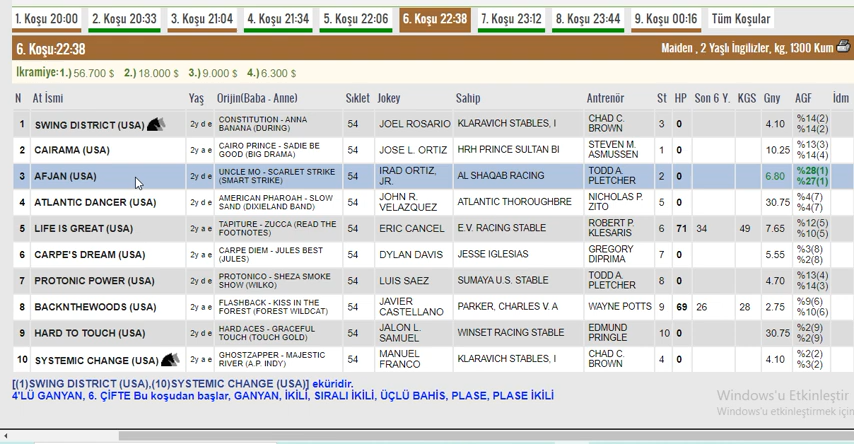 1. Koşu 20:00 2. Koşu 20:33 3. Koşu 21:04 4. Koşu 21:34 5. Koşu 22:06 6. Koşu 22:38 7. Koşu 23:12 8. Koşu 23:44 9. Koşu 00:16 Tüm Koşular
6. Koşu:22:38 Maiden , 2 Yaşlı İngilizler, kg, 1300 Kum
İkramiye:1.) 56.700 $ 2.) 18.000 $ 3.) 9.000 $ 4.) 6.300 $
N At İsmi Yaş Orijin(Baba - Anne) Sıklet Jokey Sahip Antrenör St HP Son 6 Y. KGS Gny AGF İdm
1 SWING DISTRICT (USA) 2y d e CONSTITUTION - ANNA BANANA (DURING) 54 JOEL ROSARIO KLARAVICH STABLES, I CHAD C. BROWN 3 0 4.10 %14(2) %14(2)
2 CAIRAMA (USA) 2y a e CAIRO PRINCE - SADIE BE GOOD (BIG DRAMA) 54 JOSE L. ORTIZ HRH PRINCE SULTAN BI STEVEN M. ASMUSSEN 1 0 10.25 %13(3) %14(4)
3 AFJAN (USA) 2y d e UNCLE MO - SCARLET STRIKE (SMART STRIKE) 54 IRAD ORTIZ, JR. AL SHAQAB RACING TODD A. PLETCHER 2 0 6.80 %28(1) %27(1)
4 ATLANTIC DANCER (USA) 2y d e AMERICAN PHAROAH - SLOW SAND (DIXIELAND BAND) 54 JOHN R. VELAZQUEZ ATLANTIC THOROUGHBRE NICHOLAS P. ZITO 5 0 30.75 %4(7) %4(7)
5 LIFE IS GREAT (USA) 2y a e TAPITURE - ZUCCA (READ THE FOOTNOTES) 54 ERIC CANCEL E.V. RACING STABLE ROBERT P. KLESARIS 6 71 34 49 7.65 %12(5) %10(5)
6 CARPE'S DREAM (USA) 2y a e CARPE DIEM - JULES BEST (JULES) 54 DYLAN DAVIS JESSE IGLESIAS GREGORY DIPRIMA 7 0 5.55 %3(8) %2(8)
7 PROTONIC POWER (USA) 2y d e PROTONICO - SHEZA SMOKE SHOW (WILKO) 54 LUIS SAEZ SUMAYA U.S. STABLE TODD A. PLETCHER 8 0 4.70 %13(4) %14(3)
8 BACKNTHEWOODS (USA) 2y a e FLASHBACK - KISS IN THE FOREST (FOREST WILDCAT) 54 JAVIER CASTELLANO PARKER, CHARLES V. A WAYNE POTTS 9 69 26 28 2.75 %9(6) %10(6)
9 HARD TO TOUCH (USA) 2y d e HARD ACES - GRACEFUL TOUCH (TOUCH GOLD) 54 JALON L. SAMUEL WINSET RACING STABLE EDMUND PRINGLE 10 0 30.75 %2(9) %2(9)
10 SYSTEMIC CHANGE (USA) 2y a e GHOSTZAPPER - MAJESTIC RIVER (A.P. INDY) 54 MANUEL FRANCO KLARAVICH STABLES, I CHAD C. BROWN 4 0 4.10 %2(2) %3(2)
[(1)SWING DISTRICT (USA),(10)SYSTEMIC CHANGE (USA)] eküridir.
4'LÜ GANYAN, 6. ÇİFTE Bu koşudan başlar, GANYAN, İKİLİ, SIRALI İKİLİ, ÜÇLÜ BAHİS, PLASE, PLASE İKİLİ
Windows'u Etkinleştir
Windows'u etkinleştirmek için